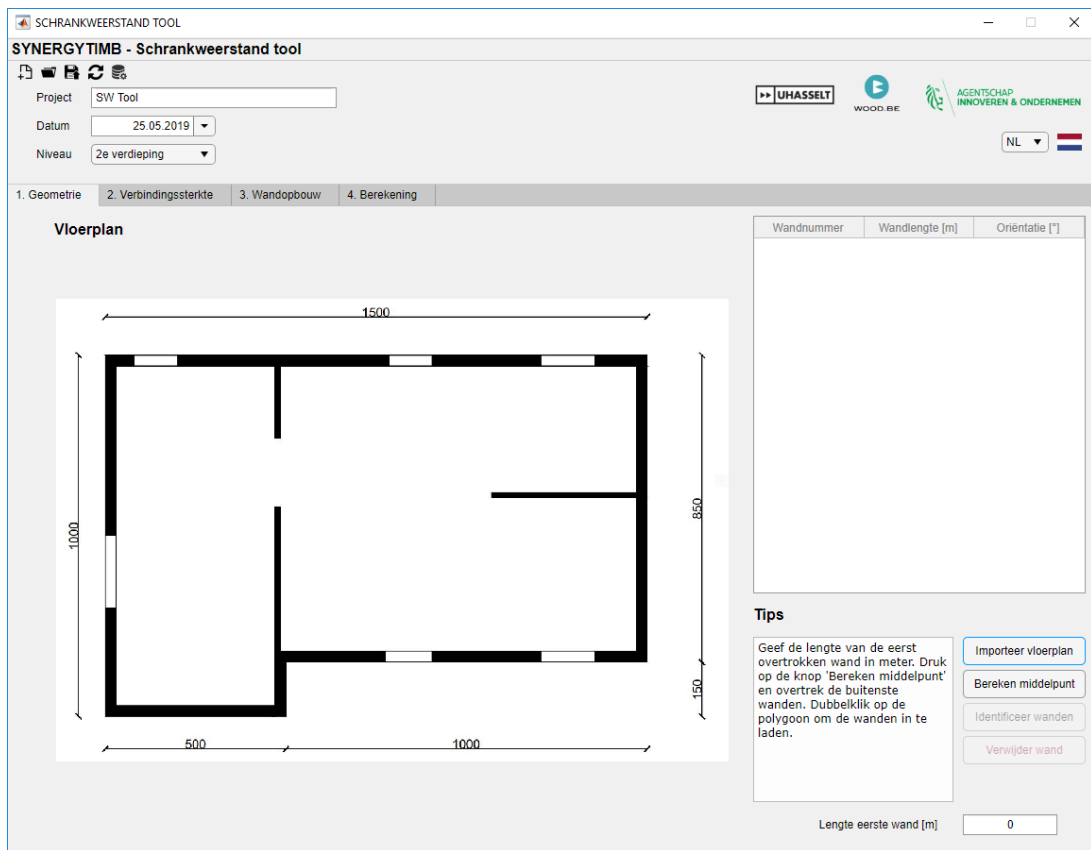 SCHRANKWEERSTAND TOOL
SYNERGYTIMB - Schrankweerstand tool
Project SW Tool
Datum 25.05.2019
Niveau 2e verdieping
UHASSELT
WOOD.BE
AGENTSCHAP
INNOVEREN & ONDERNEMEN
NL
1. Geometrie 2. Verbindingssterkte 3. Wandopbouw 4. Berekening
Vloerplan
1500
1000
850
150
500 1000
Wandnummer Wandlengte [m] Oriëntatie [°]
Tips
Geef de lengte van de eerst
overtrokken wand in meter. Druk
op de knop 'Bereken middelpunt'
en overtrek de buitenste
wanden. Dubbelklik op de
polygoon om de wanden in te
laden.
Importeer vloerplan
Bereken middelpunt
Identificeer wanden
Verwijder wand
Lengte eerste wand [m] 0